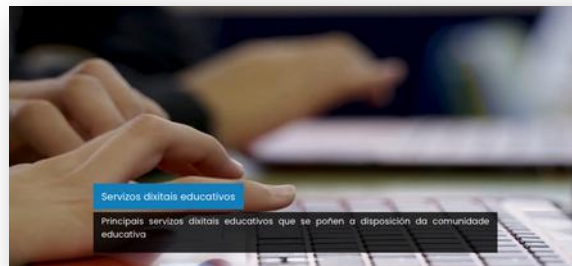 Servizos dixitais educativos
Principais servizos dixitais educativos que se poñen a disposición da comunidade
educativa